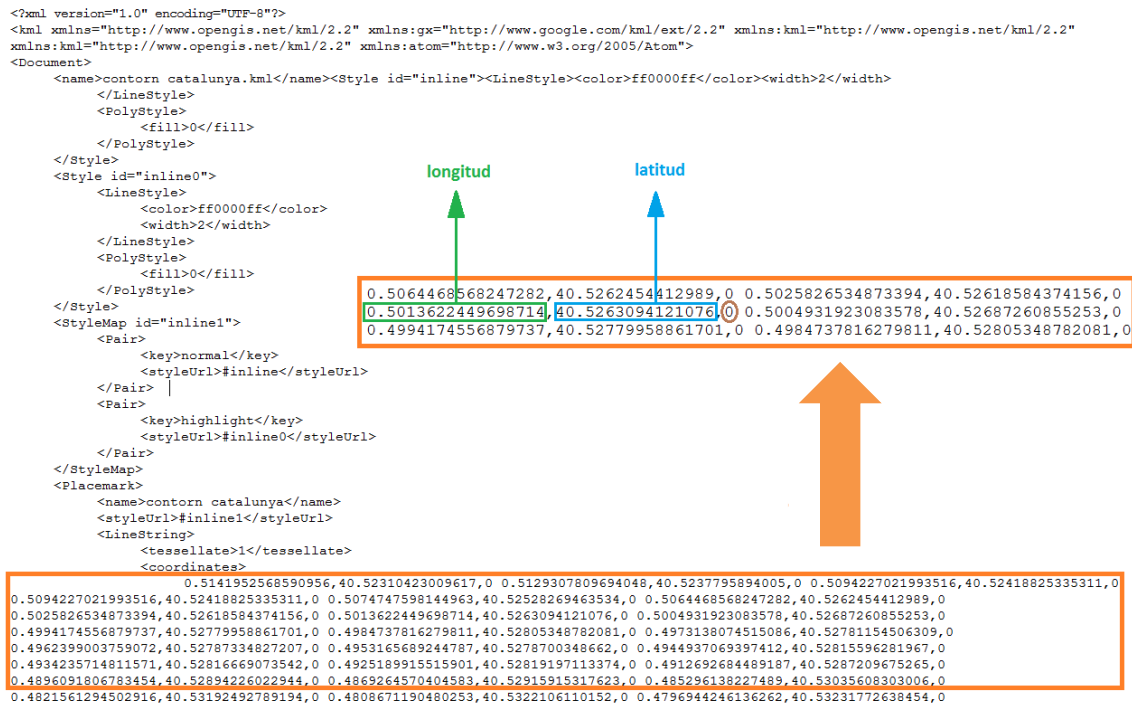 <?xml version="1.0" encoding="UTF-8"?>
<kml xmlns="http://www.opengis.net/kml/2.2" xmlns:gx="http://www.google.com/kml/ext/2.2" xmlns:kml="http://www.opengis.net/kml/2.2"
xmlns:atom="http://www.w3.org/2005/Atom">
<Document>
<name>contorn catalunya.kml</name><Style id="inline"><LineStyle><color>ff0000ff</color><width>2</width>
</LineStyle>
<PolyStyle>
<fill>0</fill>
</PolyStyle>
</Style>
<Style id="inline0">
<LineStyle>
<color>ff0000ff</color>
<width>2</width>
</LineStyle>
<PolyStyle>
<fill>0</fill>
</PolyStyle>
</Style>
<StyleMap id="inline1">
<Pair>
<key>normal</key>
<styleUrl>#inline</styleUrl>
</Pair>
<Pair>
<key>highlight</key>
<styleUrl>#inline0</styleUrl>
</Pair>
</StyleMap>
<Placemark>
<name>contorn catalunya</name>
<styleUrl>#inline1</styleUrl>
<LineString>
<tessellate>1</tessellate>
<coordinates>
longitud
latitud
0.5064468568247282,40.5262454412989,0 0.5025826534873394,40.52618584374156,0
0.5013622449698714,40.5263094121076,0 0.5004931923083578,40.52687260855253,0
0.4994174556879737,40.52779958861701,0 0.4984737816279811,40.52805348782081,0
0.5141952568590956,40.52310423009617,0 0.5129307809694048,40.5237795894005,0 0.5094227021993516,40.52418825335311,0
0.5094227021993516,40.52418825335311,0 0.5074747598144963,40.52528269463534,0 0.5064468568247282,40.5262454412989,0
0.5025826534873394,40.52618584374156,0 0.5013622449698714,40.5263094121076,0 0.5004931923083578,40.52687260855253,0
0.4994174556879737,40.52779958861701,0 0.4984737816279811,40.52805348782081,0 0.4973138074515086,40.52781154506309,0
0.4962399003759072,40.52787334827207,0 0.4953165689244787,40.5278700348662,0 0.4944937069397412,40.52815596281967,0
0.4934235714811571,40.52816669073542,0 0.4925189915515901,40.52819197113374,0 0.4912692684489187,40.5287209675265,0
0.4896091806783454,40.52894226022944,0 0.4869264570404583,40.52915915317623,0 0.485296138227489,40.53035608303006,0
0.4821561294502916,40.531924927891​94,0 0.4808671190480253,40.5322106110152,0 0.4796944246136262,40.53231772638454,0